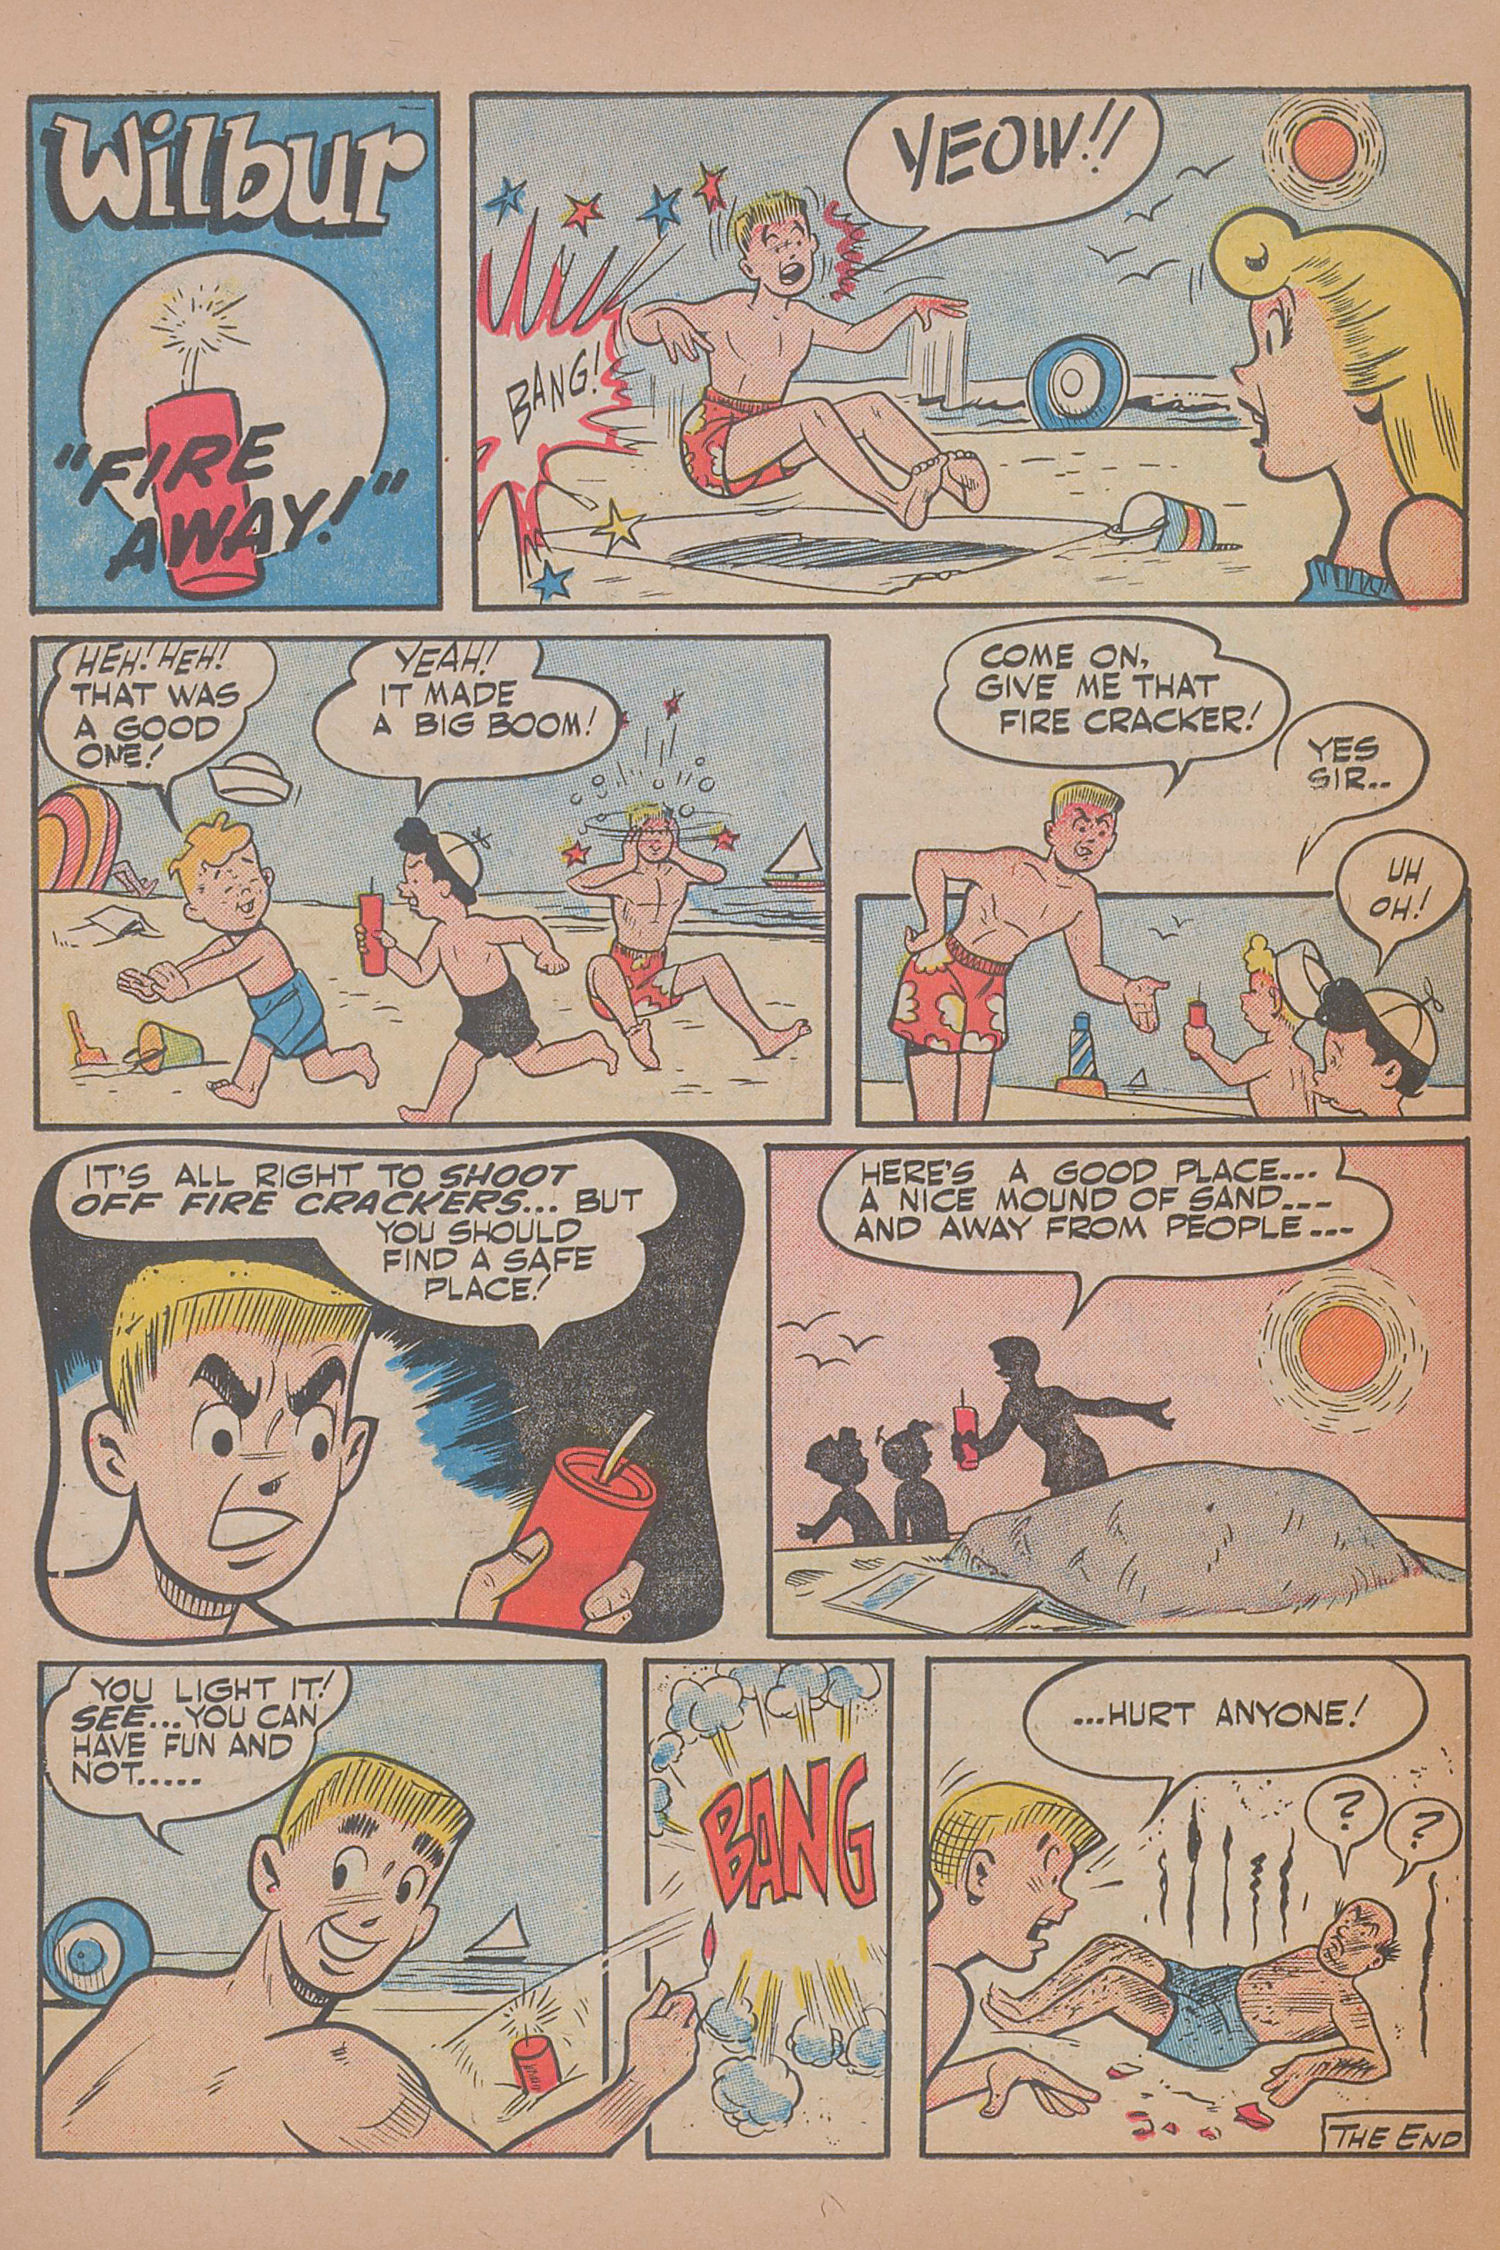 Wilbur
"FIRE
AWAY!"
YEOW!!
BANG!
HEH! HEH!
THAT WAS
A GOOD
ONE!
YEAH!
IT MADE
A BIG BOOM!
COME ON,
GIVE ME THAT
FIRE CRACKER!
YES
SIR..
UH
OH!
IT'S ALL RIGHT TO SHOOT
OFF FIRE CRACKERS... BUT
YOU SHOULD
FIND A SAFE
PLACE!
HERE'S A GOOD PLACE...
A NICE MOUND OF SAND...
AND AWAY FROM PEOPLE...
YOU LIGHT IT!
SEE...YOU CAN
HAVE FUN AND
NOT.....
BANG
...HURT ANYONE!
?
?
THE END